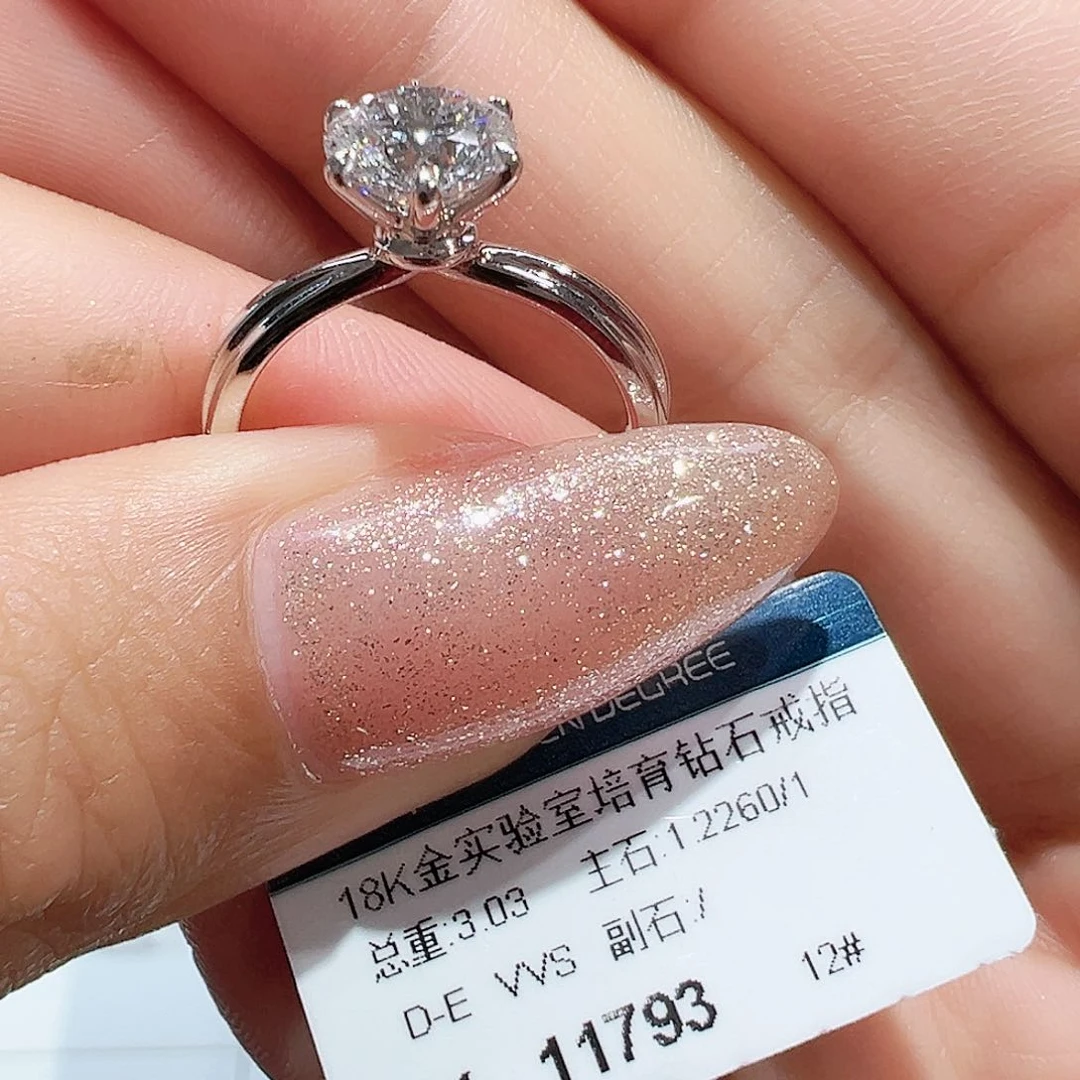 DEGREE
18K金实验室培育钻石戒指
总重:3.03 主石:1.2260/1
D-E VVS 副石:/
11793 12#